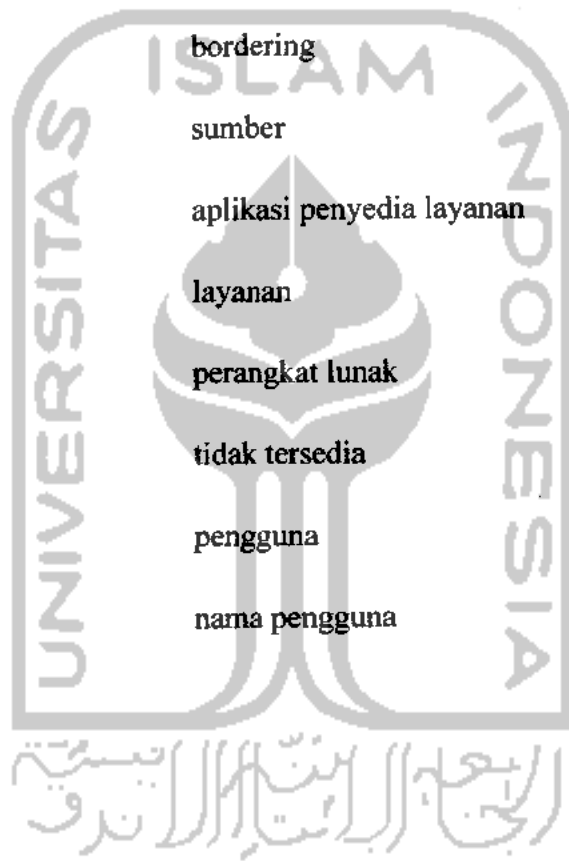 bordering
ISLAM
sumber
UNIVERSITAS
INDONESIA
aplikasi penyedia layanan
layanan
perangkat lunak
tidak tersedia
pengguna
nama pengguna